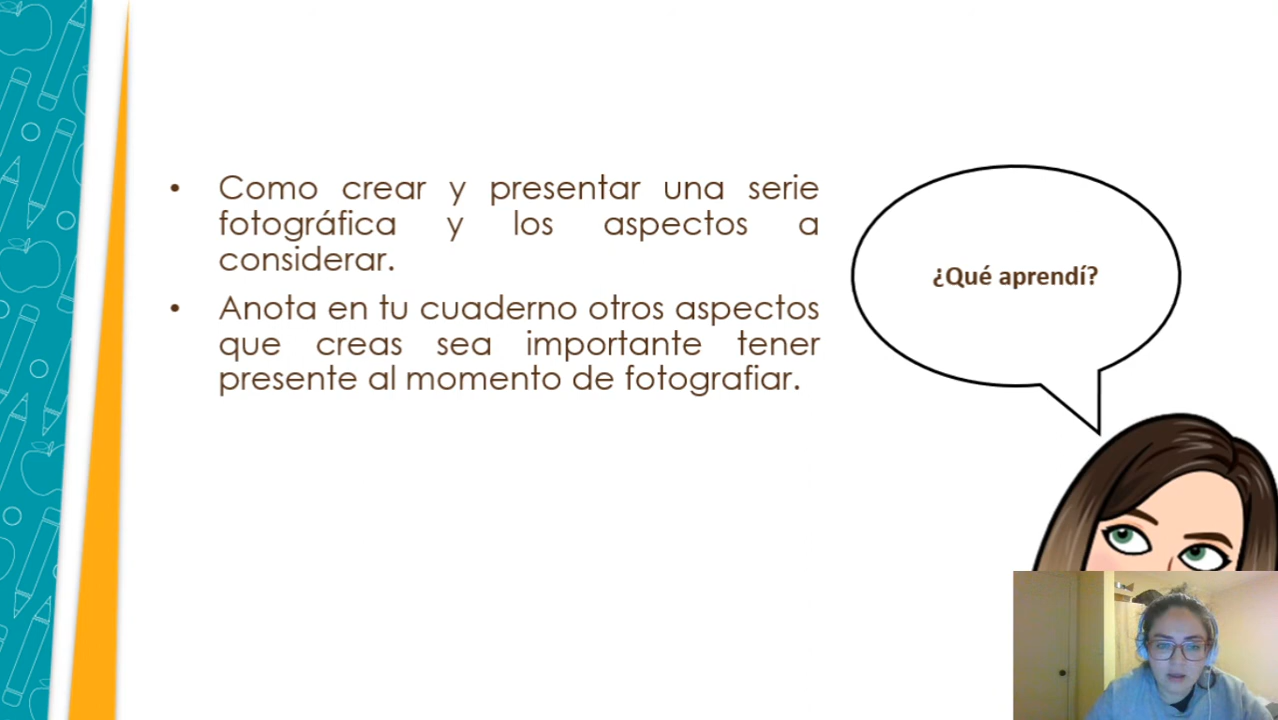 • Como crear y presentar una serie
fotográfica y los aspectos a
considerar.
• Anota en tu cuaderno otros aspectos
que creas sea importante tener
presente al momento de fotografiar.
¿Qué aprendí?